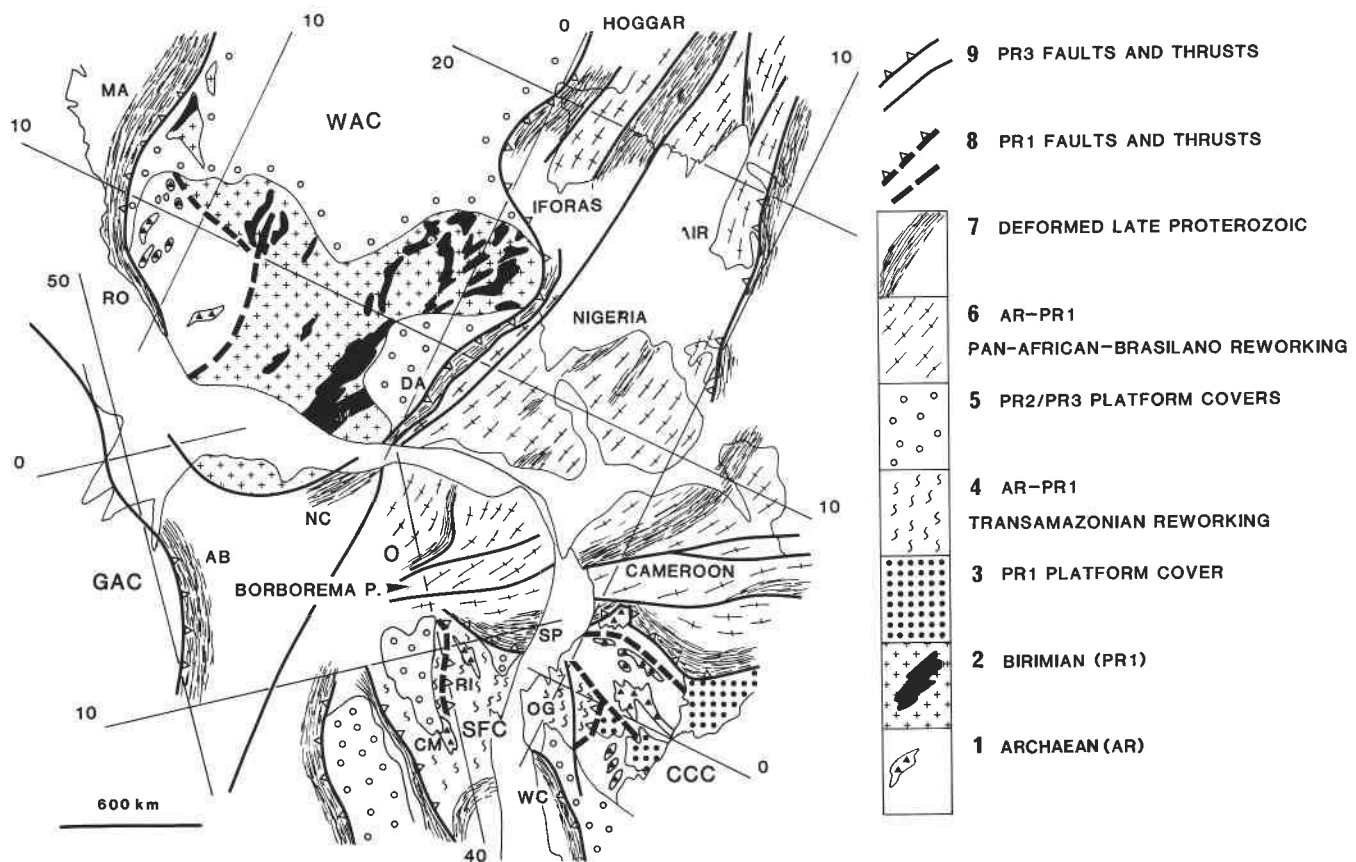 10
0
HOGGAR
20
10
MA
WAC
10
IFORAS
AIR
50
RO
NIGERIA
DA
0
NC
10
AB
O
CAMEROON
GAC
BORBOREMA P.
SP
RI
OG
10
SFC
CM
CCC
0
WC
600 km
40
9 PR3 FAULTS AND THRUSTS
8 PR1 FAULTS AND THRUSTS
7 DEFORMED LATE PROTEROZOIC
6 AR-PR1
PAN-AFRICAN-BRASILANO REWORKING
5 PR2/PR3 PLATFORM COVERS
4 AR-PR1
TRANSAMAZONIAN REWORKING
3 PR1 PLATFORM COVER
2 BIRIMIAN (PR1)
1 ARCHAEAN (AR)